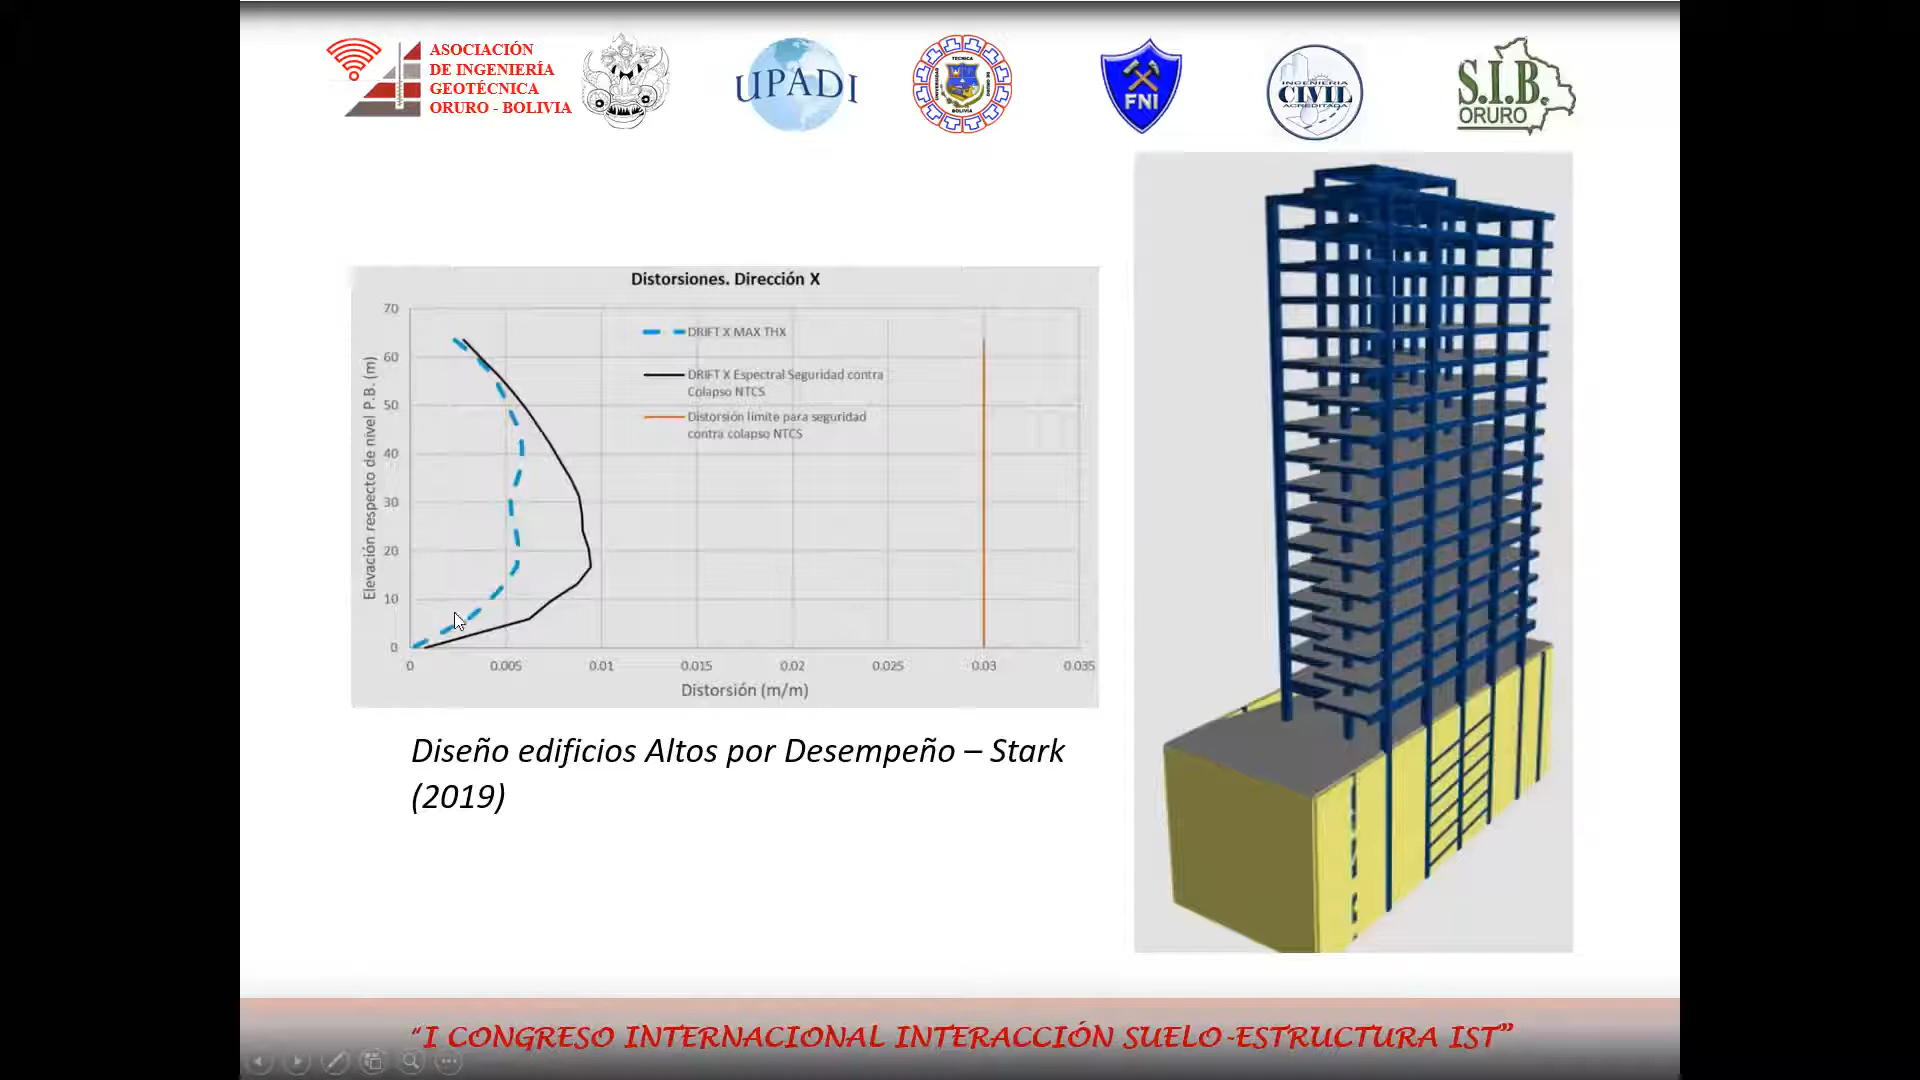 ASOCIACIÓN
DE INGENIERÍA
GEOTÉCNICA
ORURO - BOLIVIA
UPADI
FNI
INGENIERIA
CIVIL
ACREDITADA
S.I.B.
ORURO
Distorsiones. Dirección X
Elevación respecto de nivel P.B. (m)
70
60
50
40
30
20
10
0
DRIFT X MAX THX
DRIFT X Espectral Seguridad contra
Colapso NTCS
Distorsión límite para seguridad
contra colapso NTCS
0 0.005 0.01 0.015 0.02 0.025 0.03 0.035
Distorsión (m/m)
Diseño edificios Altos por Desempeño – Stark
(2019)
“I CONGRESO INTERNACIONAL INTERACCIÓN SUELO-ESTRUCTURA IST”